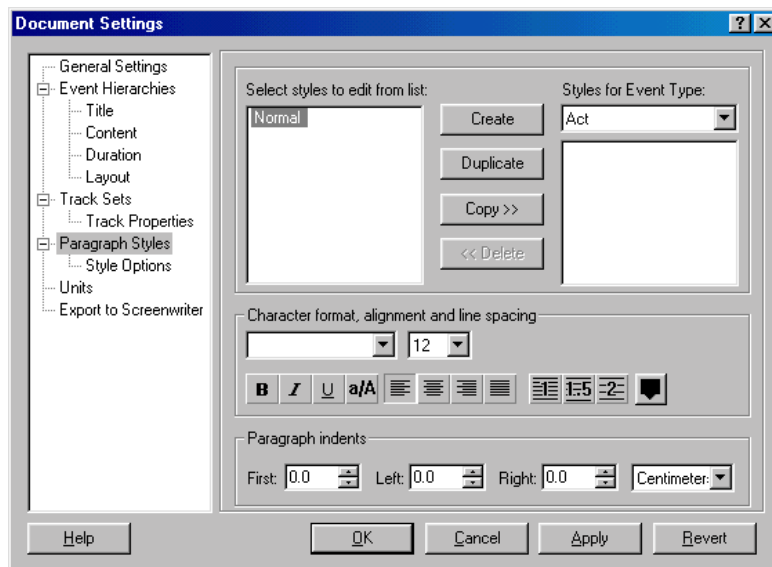 Document Settings
General Settings
Event Hierarchies
Title
Content
Duration
Layout
Track Sets
Track Properties
Paragraph Styles
Style Options
Units
Export to Screenwriter
Select styles to edit from list:
Normal
Create
Duplicate
Copy >>
<< Delete
Styles for Event Type:
Act
Character format, alignment and line spacing
12
B I U a/A 1 1.5 2
Paragraph indents
First: 0.0 Left: 0.0 Right: 0.0 Centimeter
Help OK Cancel Apply Revert